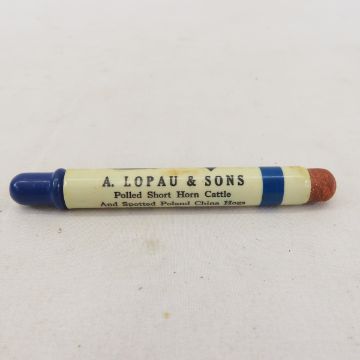 A. LOPAU & SONS
Polled Short Horn Cattle
And Spotted Poland China Hogs